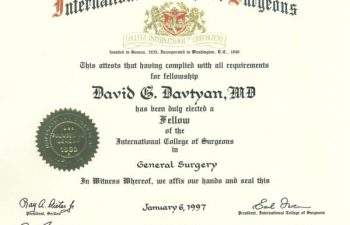 International Surgeons
COLLEGE INTERNATIONAL CHIRURGIENS
founded in Geneva, 1935, Incorporated in Washington, D.C., 1940
This attests that having complied with all requirements
for fellowship
David G. Davtyan, MD
has been duly elected a
Fellow
of the
International College of Surgeons
in
General Surgery
In Witness Whereof, we affix our hands and seal this
January 6, 1997
President, Section
President, International College of Surgeons